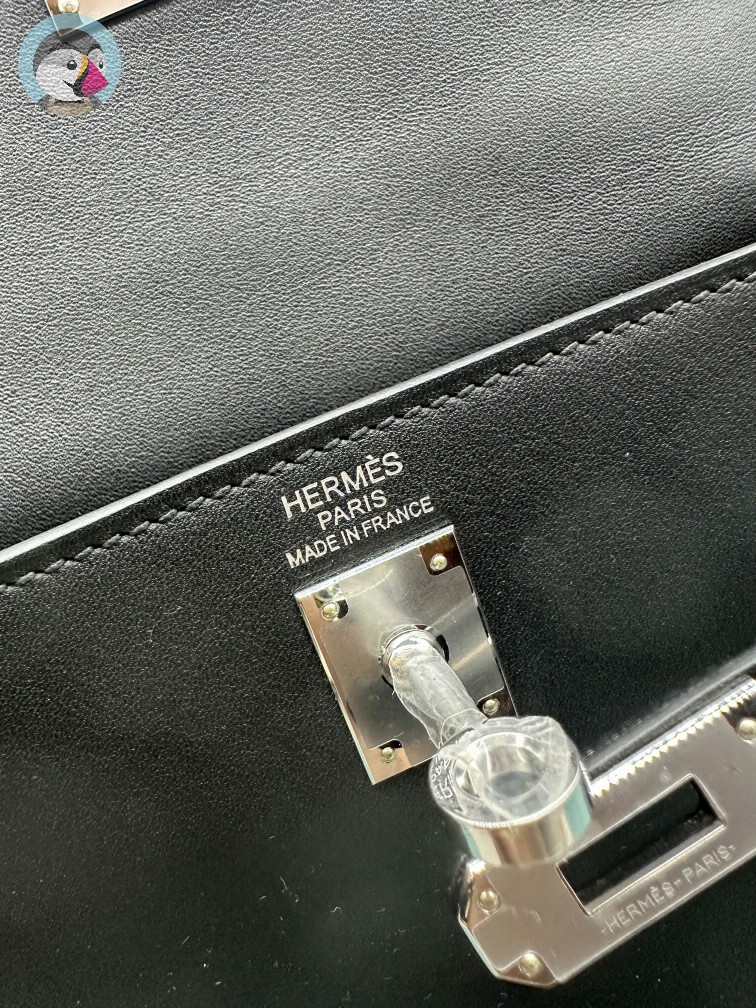 HERMÈS
PARIS
MADE IN FRANCE
-HERMÈS-PARIS-